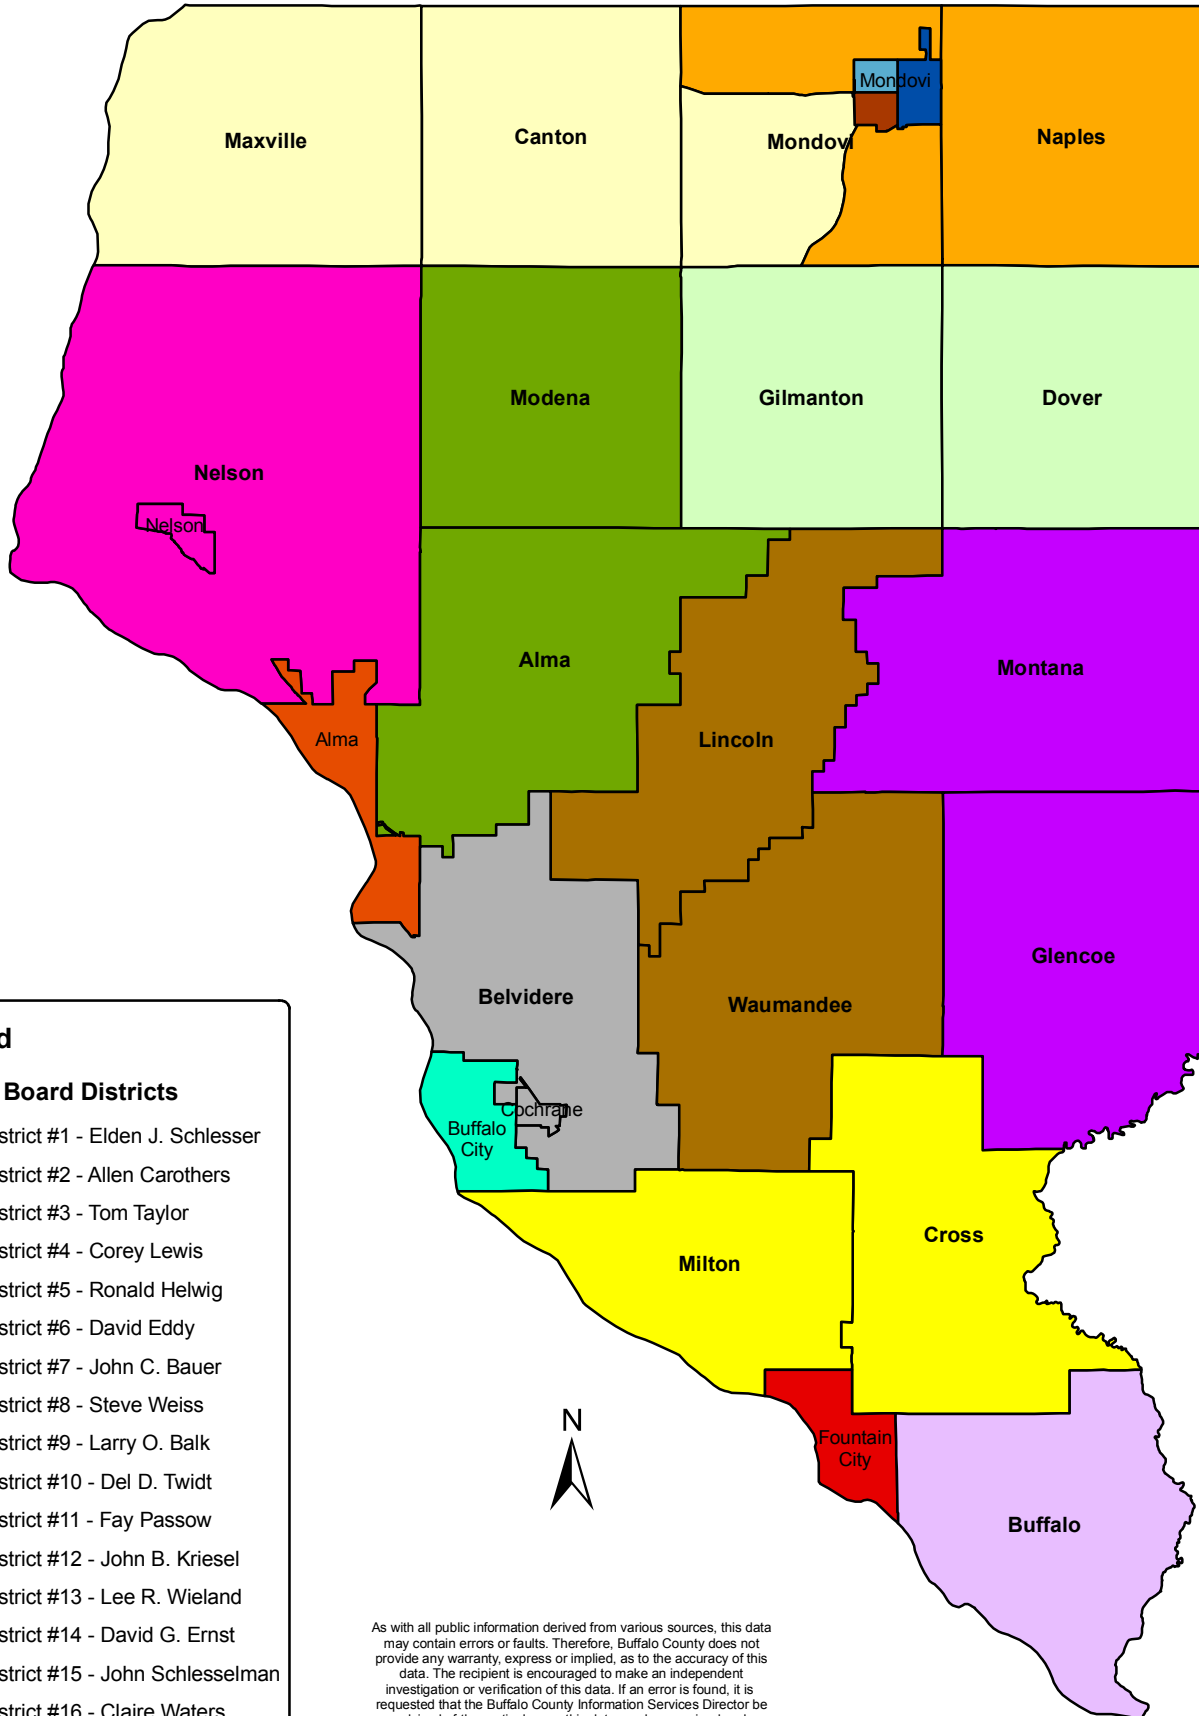 Mondovi
Maxville
Canton
Mondovi
Naples
Modena
Gilmanton
Dover
Nelson
Nelson
Alma
Montana
Alma
Lincoln
Glencoe
Belvidere
Waumandee
Cochrane
Buffalo
City
Cross
Milton
Fountain
City
Buffalo
N
d
Board Districts
strict #1 - Elden J. Schlesser
strict #2 - Allen Carothers
strict #3 - Tom Taylor
strict #4 - Corey Lewis
strict #5 - Ronald Helwig
strict #6 - David Eddy
strict #7 - John C. Bauer
strict #8 - Steve Weiss
strict #9 - Larry O. Balk
strict #10 - Del D. Twidt
strict #11 - Fay Passow
strict #12 - John B. Kriesel
strict #13 - Lee R. Wieland
strict #14 - David G. Ernst
strict #15 - John Schlesselman
strict #16 - Claire Waters
As with all public information derived from various sources, this data
may contain errors or faults. Therefore, Buffalo County does not
provide any warranty, express or implied, as to the accuracy of this
data. The recipient is encouraged to make an independent
investigation or verification of this data. If an error is found, it is
requested that the Buffalo County Information Services Director be